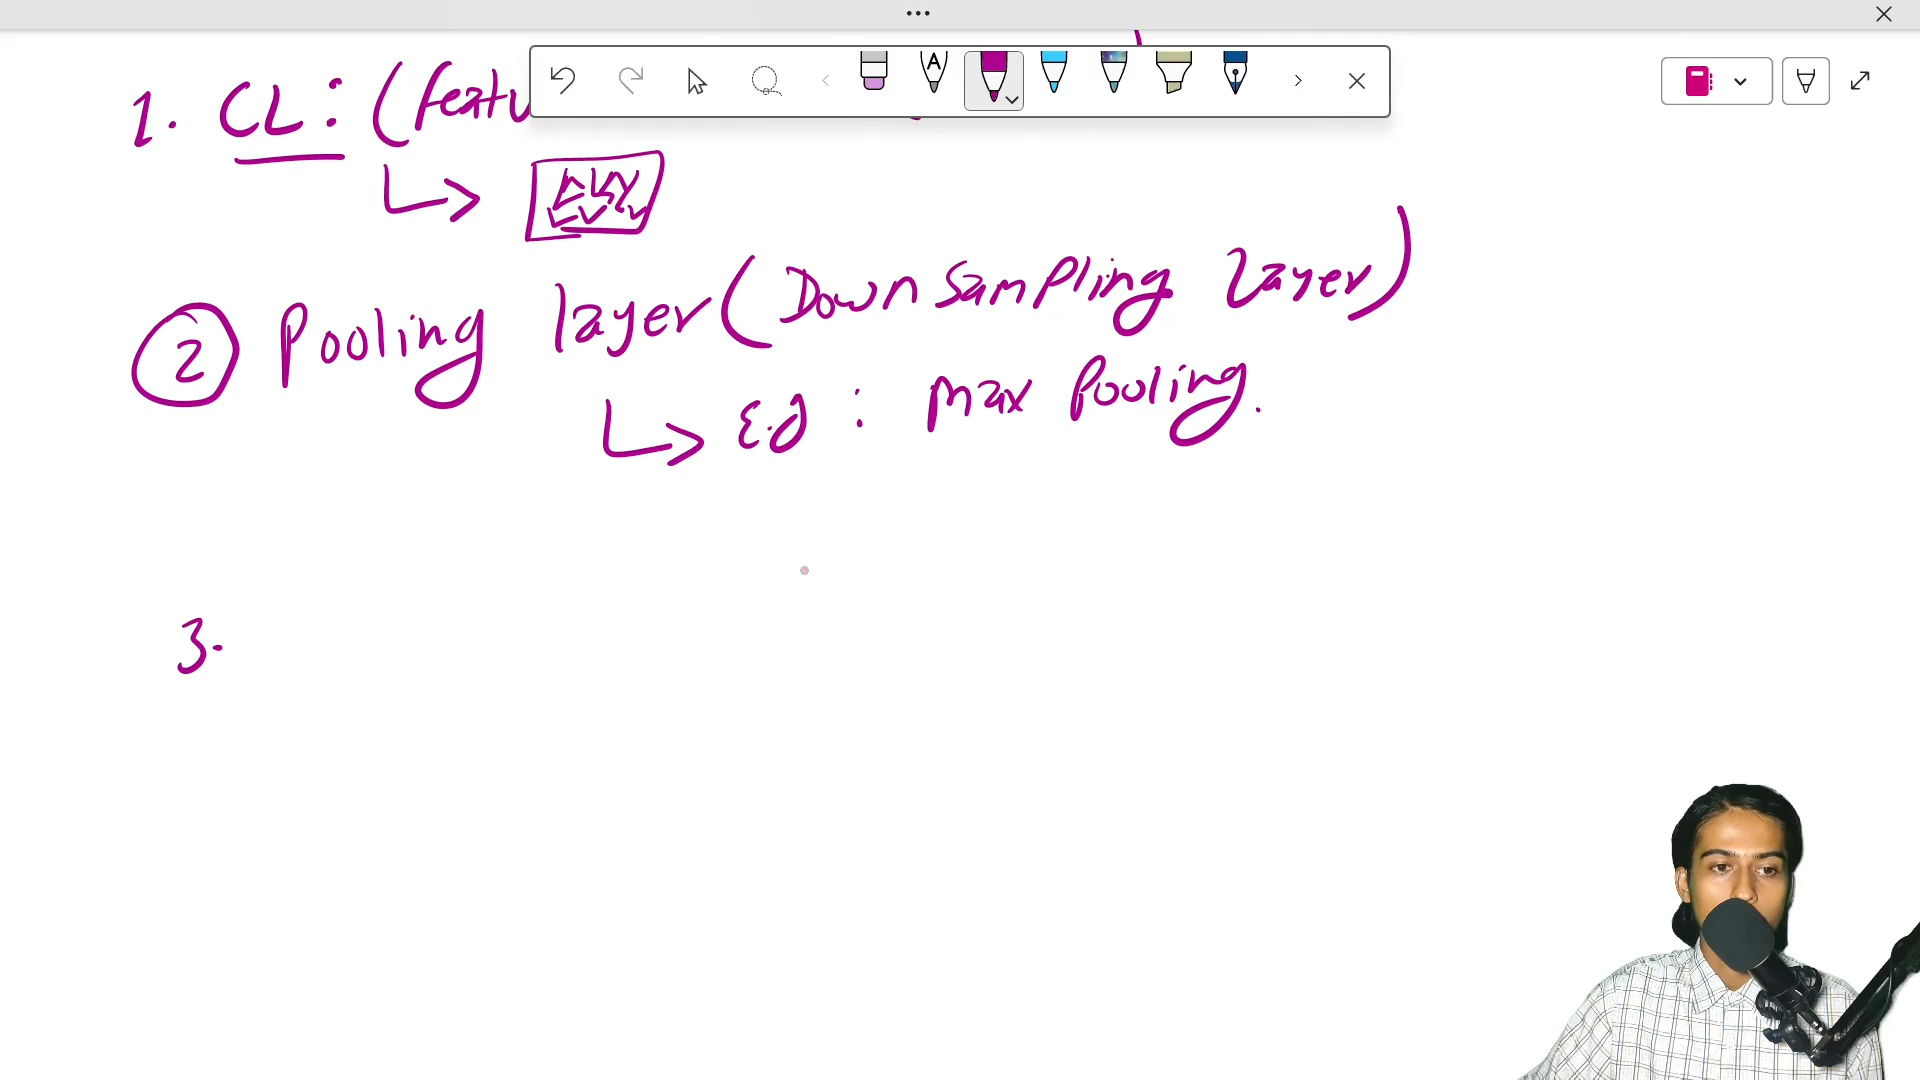 1. CL: (featu
② Pooling layer (Down Sampling Layer)
E.g : Max Pooling.
3.